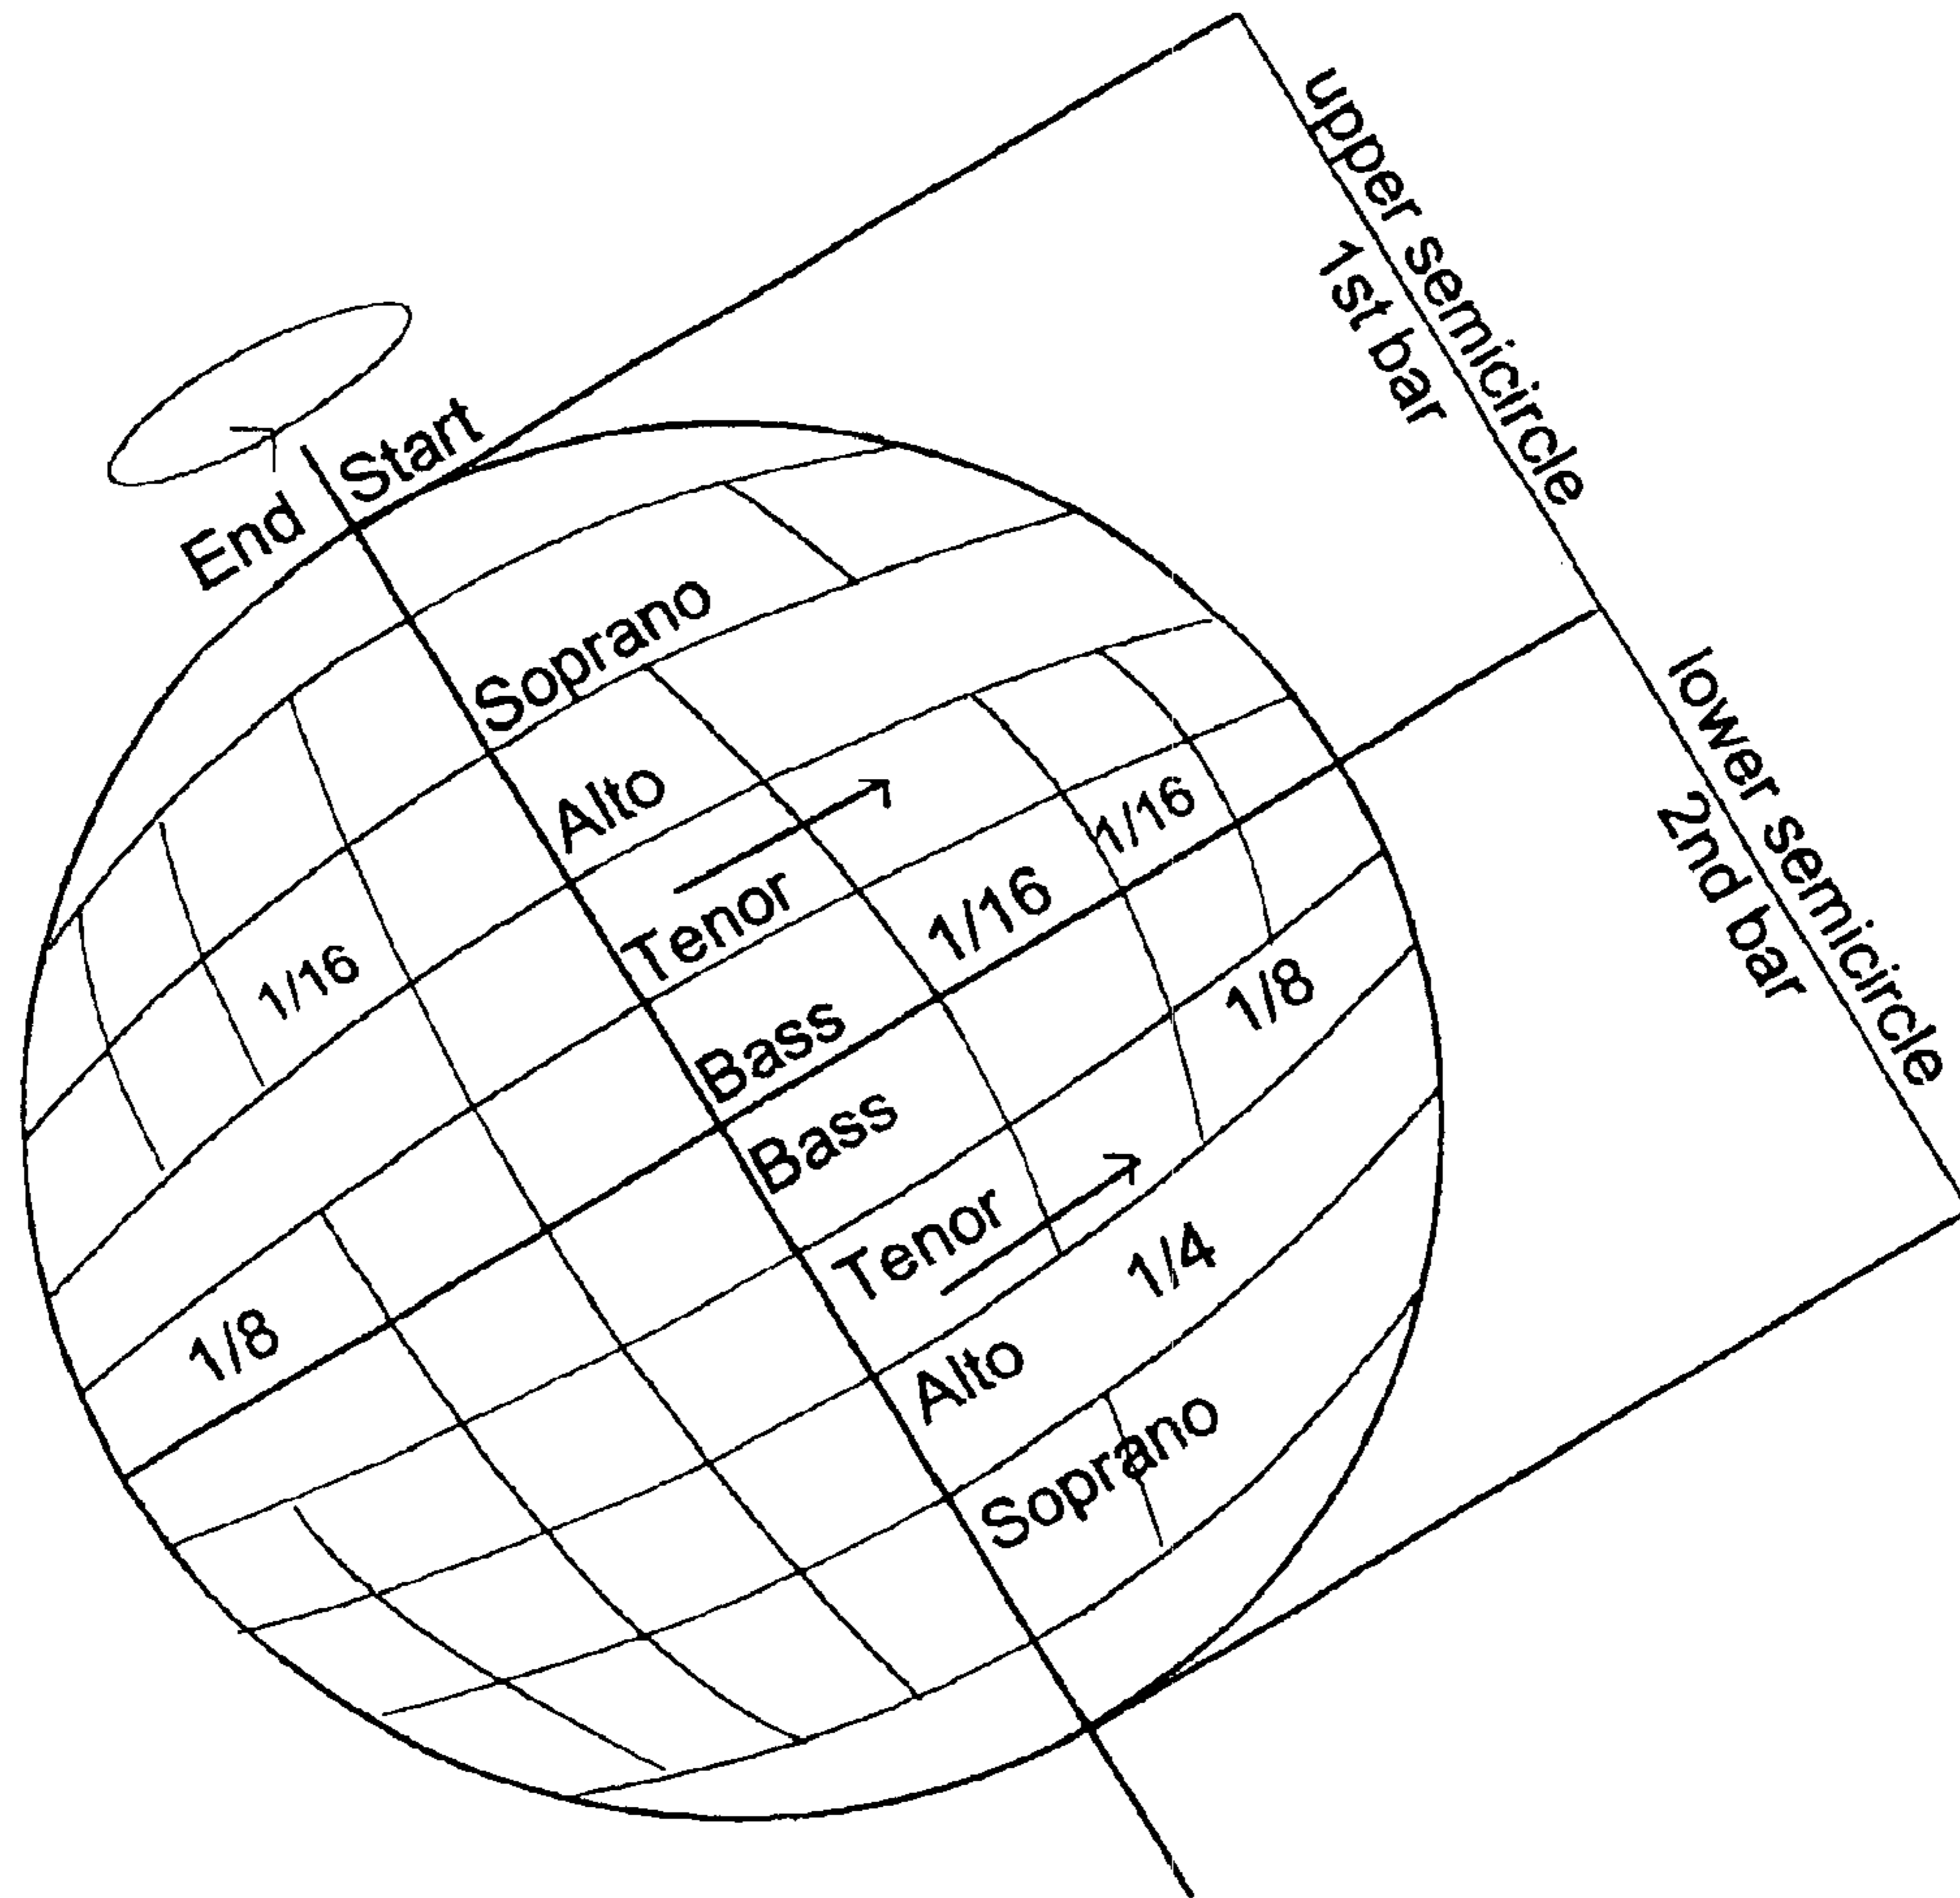 upper semicircle
1st bar
Start
End
Soprano
Alto
Tenor
1/16
1/16
1/16
Bass
lower semicircle
2nd bar
Bass
1/8
1/8
Tenor
1/4
Alto
Soprano